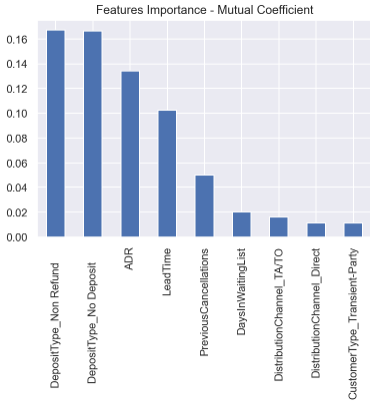 Features Importance - Mutual Coefficient
0.16
0.14
0.12
0.10
0.08
0.06
0.04
0.02
0.00
DepositType_Non Refund
DepositType_No Deposit
ADR
LeadTime
PreviousCancellations
DaysInWaitingList
DistributionChannel_TA/TO
DistributionChannel_Direct
CustomerType_Transient-Party